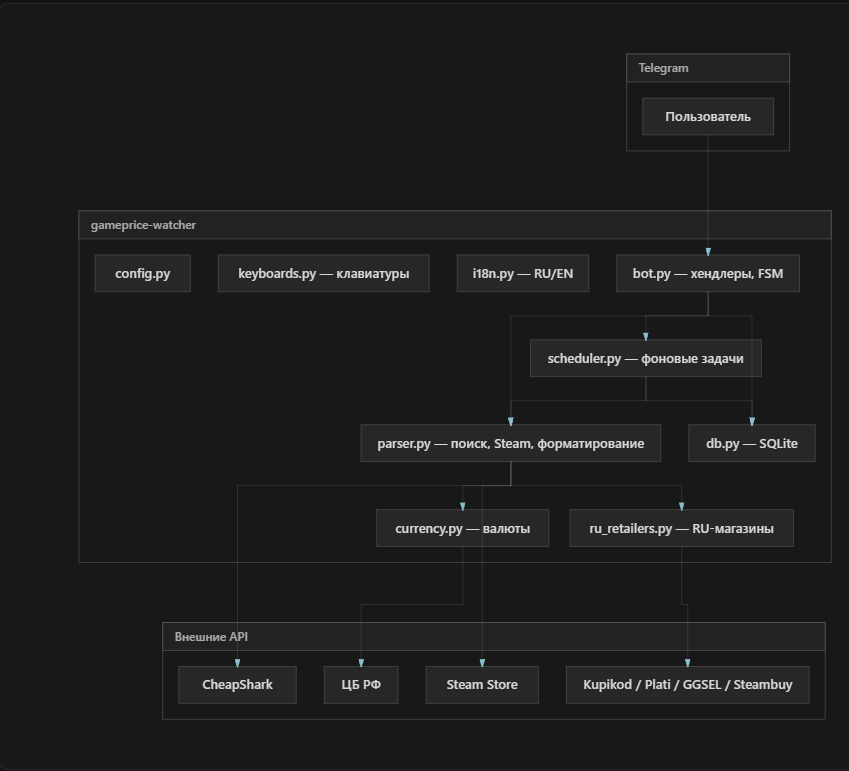 Telegram
Пользователь
gameprice-watcher
config.py
keyboards.py — клавиатуры
i18n.py — RU/EN
bot.py — хендлеры, FSM
scheduler.py — фоновые задачи
parser.py — поиск, Steam, форматирование
db.py — SQLite
currency.py — валюты
ru_retailers.py — RU-магазины
Внешние API
CheapShark
ЦБ РФ
Steam Store
Kupikod / Plati / GGSEL / Steambuy